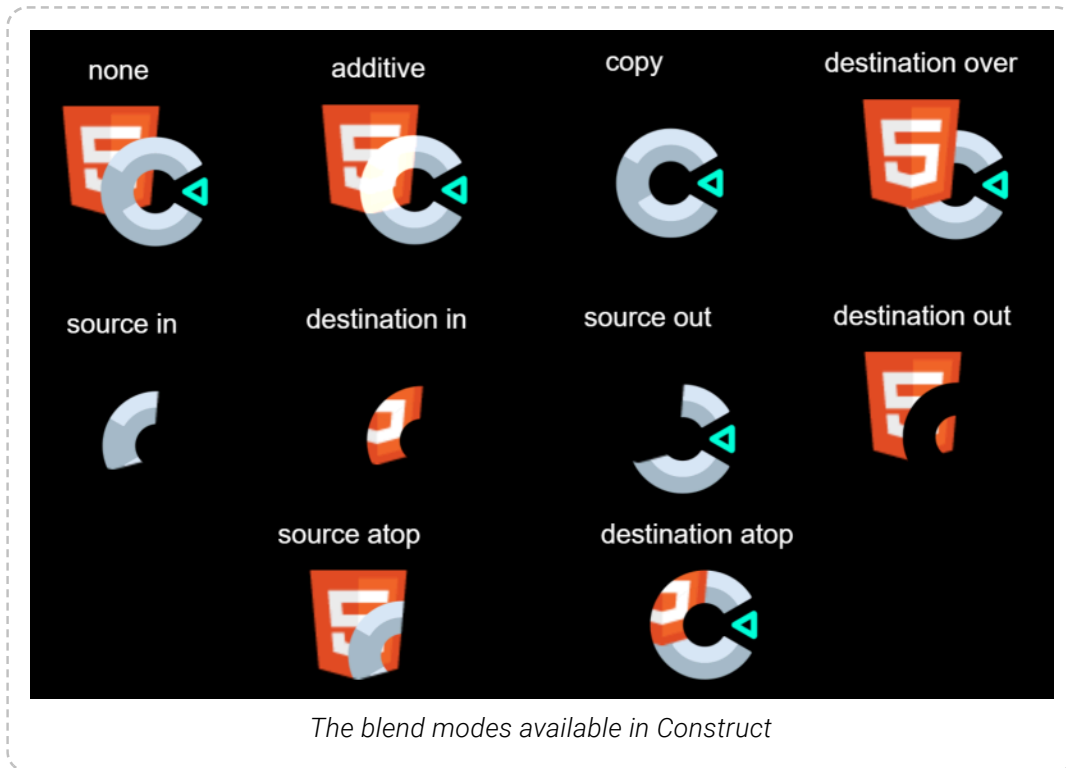 none
additive
copy
destination over
source in
destination in
source out
destination out
source atop
destination atop
The blend modes available in Construct